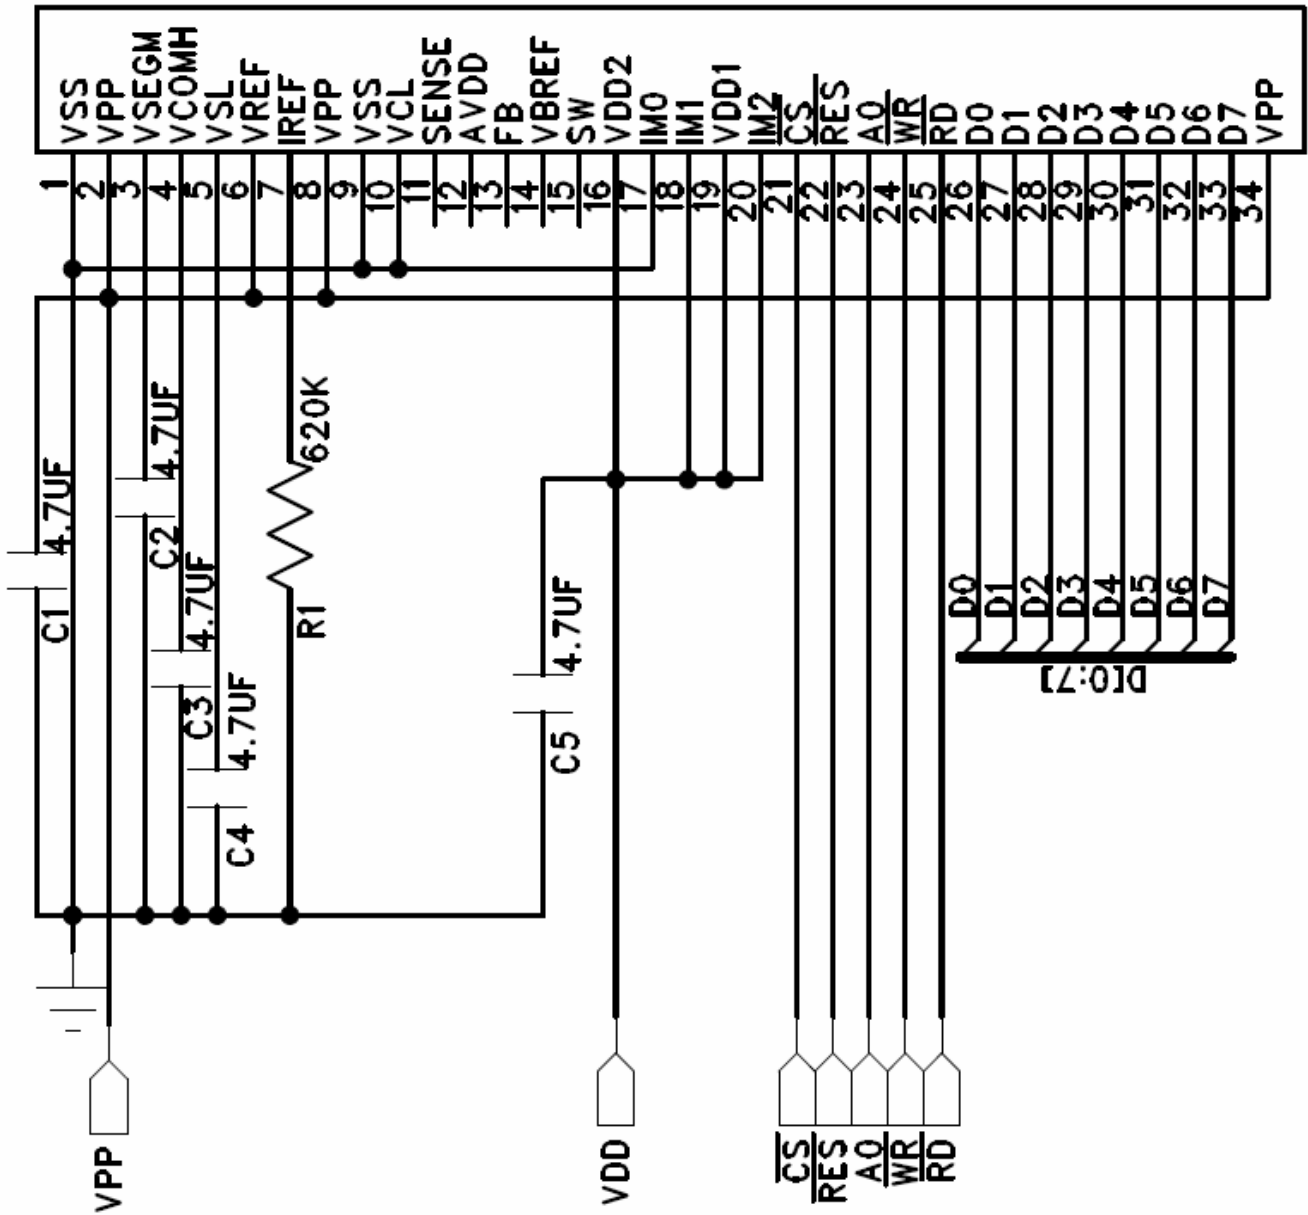 VSS
VPP
VSEGM
VCOMH
VSL
VREF
IREF
VPP
VSS
VCL
SENSE
AVDD
FB
VBREF
SW
VDD2
IM0
IM1
VDD1
IM2
CS
RES
A0
WR
RD
D0
D1
D2
D3
D4
D5
D6
D7
VPP
1
2
3
4
5
6
7
8
9
10
11
12
13
14
15
16
17
18
19
20
21
22
23
24
25
26
27
28
29
30
31
32
33
34
4.7UF
C1
4.7UF
C2
4.7UF
C3
4.7UF
C4
620K
R1
4.7UF
C5
D0
D1
D2
D3
D4
D5
D6
D7
D[0:7]
VPP
VDD
CS
RES
A0
WR
RD